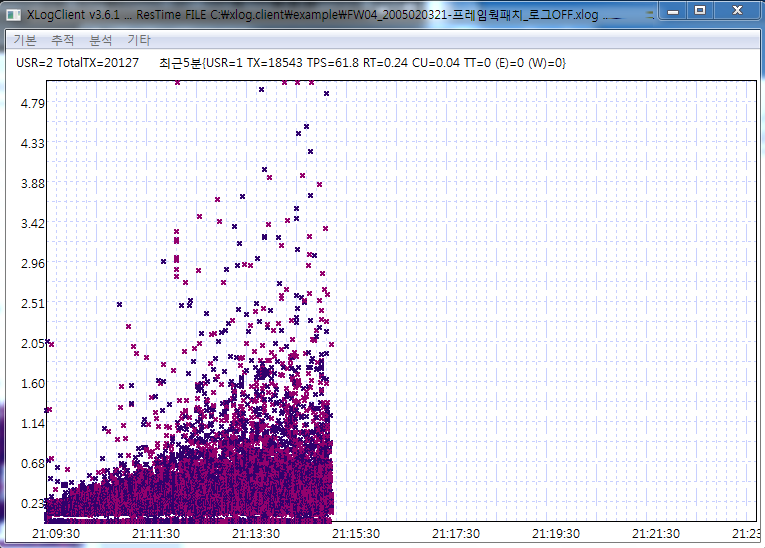 XLogClient v3.6.1 ... ResTime FILE C:₩xlog.client₩example₩FW04_2005020321-프레임웍패치_로그OFF.xlog ...
기본 추적 분석 기타
USR=2 TotalTX=20127 최근5분{USR=1 TX=18543 TPS=61.8 RT=0.24 CU=0.04 TT=0 (E)=0 (W)=0}
4.79
4.33
3.88
3.42
2.96
2.51
2.05
1.60
1.14
0.68
0.23
21:09:30 21:11:30 21:13:30 21:15:30 21:17:30 21:19:30 21:21:30 21:23